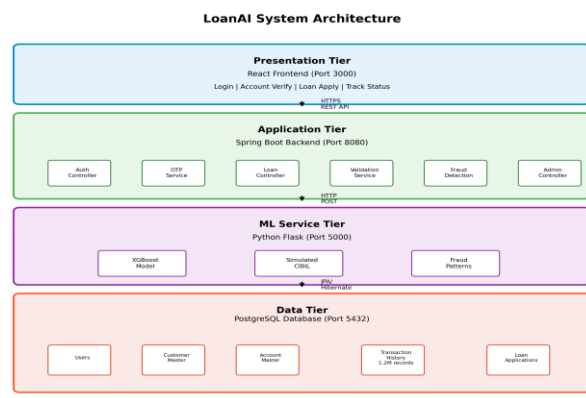 LoanAI System Architecture
Presentation Tier
React Frontend (Port 3000)
Login | Account Verify | Loan Apply | Track Status
HTTPS
REST API
Application Tier
Spring Boot Backend (Port 8080)
Auth
Controller
OTP
Service
Loan
Controller
Validation
Service
Fraud
Detection
Admin
Controller
HTTP
POST
ML Service Tier
Python Flask (Port 5000)
XGBoost
Model
Simulated
CIBIL
Fraud
Patterns
JPA/
Hibernate
Data Tier
PostgreSQL Database (Port 5432)
Users
Customer
Master
Account
Master
Transaction
History
1.2M records
Loan
Applications